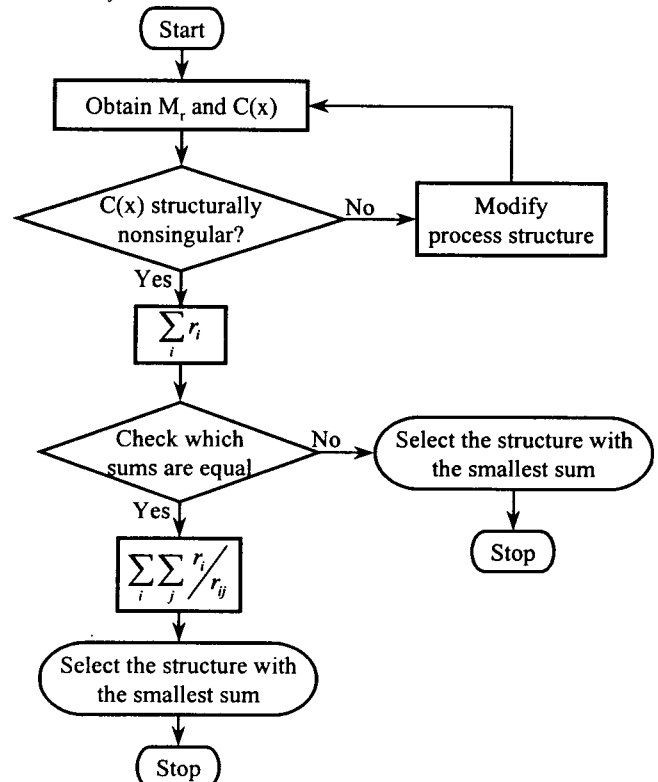 Start
Obtain M_r and C(x)
C(x) structurally
nonsingular?
No
Modify
process structure
Yes
∑_i r_i
Check which
sums are equal
No
Select the structure with
the smallest sum
Yes
Stop
∑_i ∑_j r_i/r_ij
Select the structure with
the smallest sum
Stop